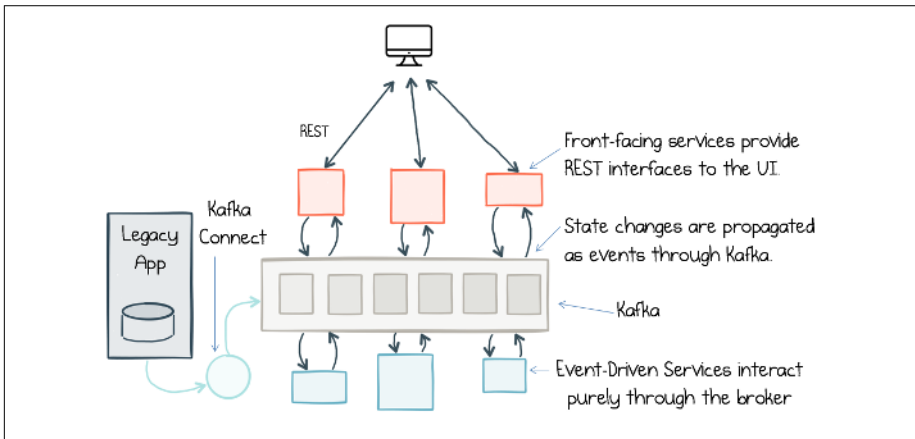 REST
Front-facing services provide
REST interfaces to the UI.
Kafka
Connect
Legacy
App
State changes are propagated
as events through Kafka.
Kafka
Event-Driven Services interact
purely through the broker